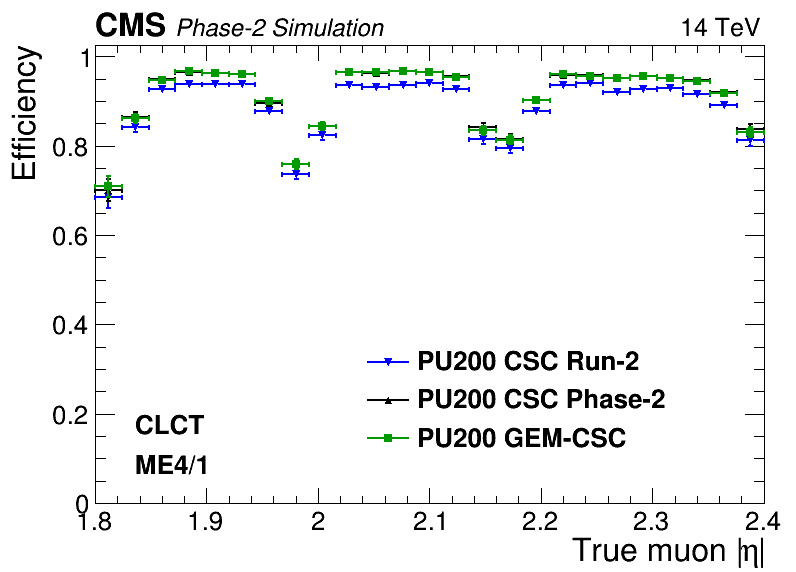 CMS Phase-2 Simulation 14 TeV
Efficiency
1
0.8
0.6
0.4
0.2
0
PU200 CSC Run-2
PU200 CSC Phase-2
PU200 GEM-CSC
CLCT
ME4/1
1.8 1.9 2 2.1 2.2 2.3 2.4
True muon |η|